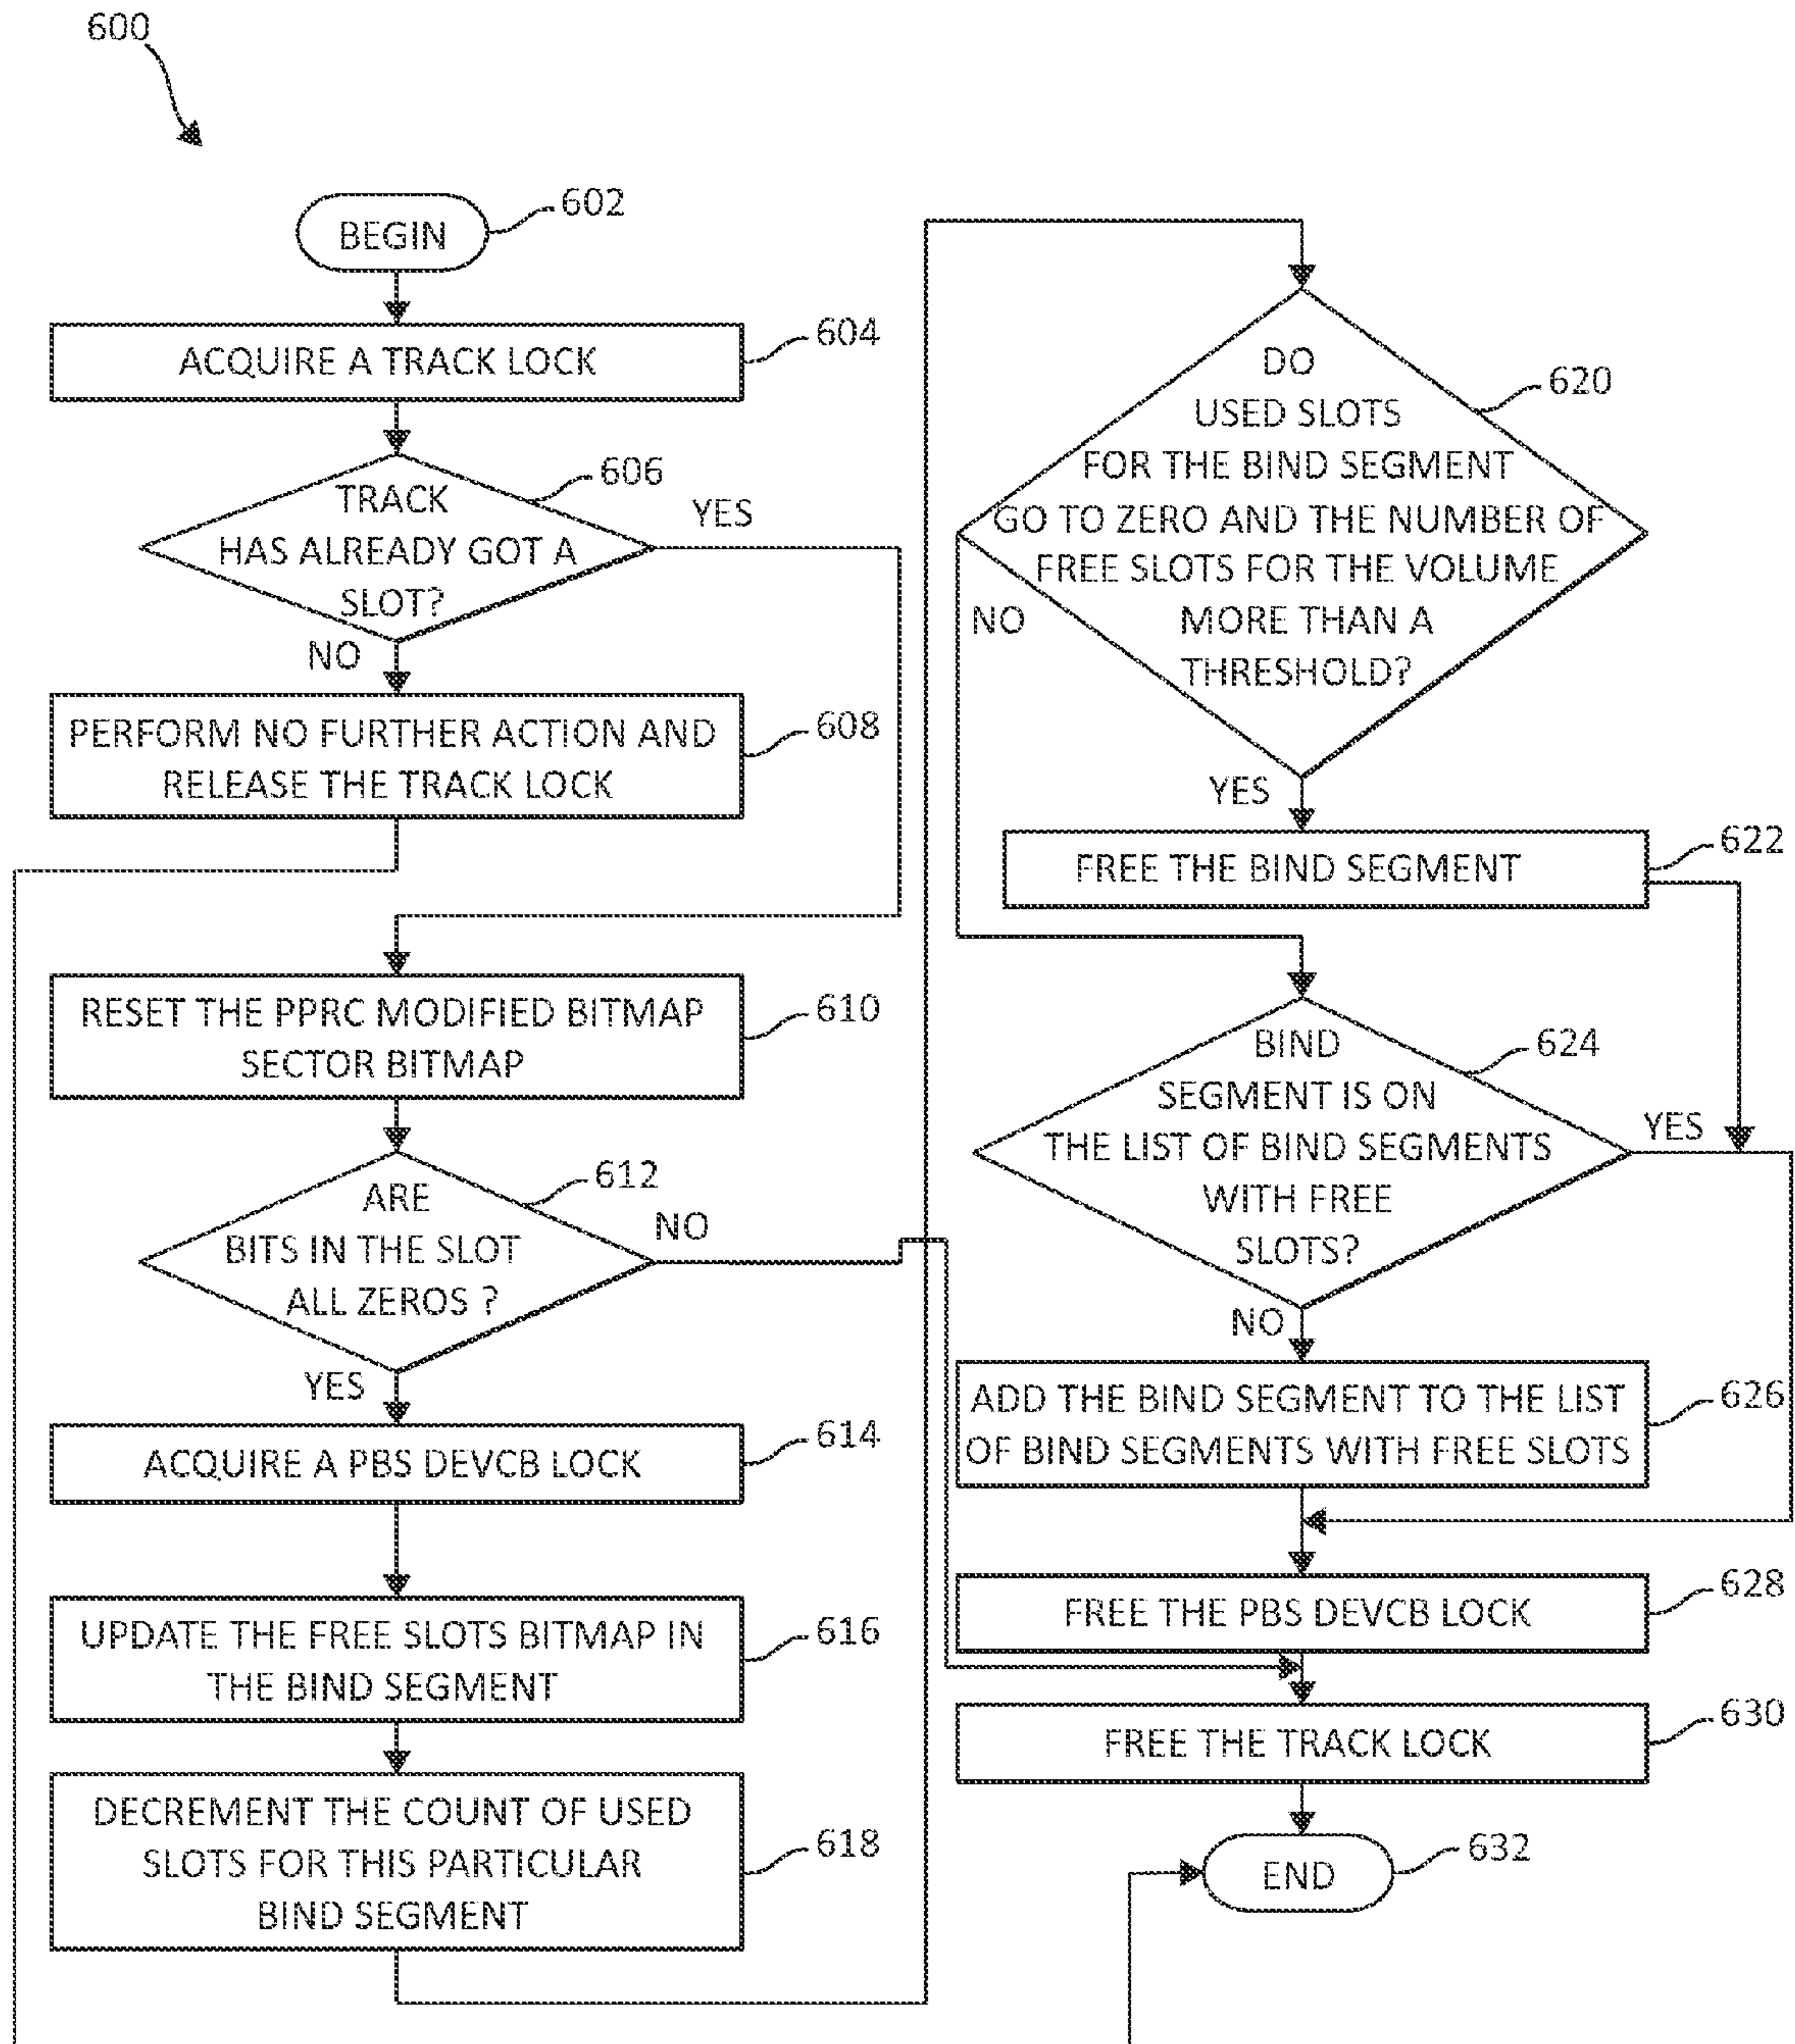 600
BEGIN
602
ACQUIRE A TRACK LOCK
604
TRACK
HAS ALREADY GOT A
SLOT?
606
YES
NO
PERFORM NO FURTHER ACTION AND
RELEASE THE TRACK LOCK
608
RESET THE PPRC MODIFIED BITMAP
SECTOR BITMAP
610
ARE
BITS IN THE SLOT
ALL ZEROS ?
612
NO
YES
ACQUIRE A PBS DEVCB LOCK
614
UPDATE THE FREE SLOTS BITMAP IN
THE BIND SEGMENT
616
DECREMENT THE COUNT OF USED
SLOTS FOR THIS PARTICULAR
BIND SEGMENT
618
DO
USED SLOTS
FOR THE BIND SEGMENT
GO TO ZERO AND THE NUMBER OF
FREE SLOTS FOR THE VOLUME
MORE THAN A
THRESHOLD?
620
NO
YES
FREE THE BIND SEGMENT
622
BIND
SEGMENT IS ON
THE LIST OF BIND SEGMENTS
WITH FREE
SLOTS?
624
YES
NO
ADD THE BIND SEGMENT TO THE LIST
OF BIND SEGMENTS WITH FREE SLOTS
626
FREE THE PBS DEVCB LOCK
628
FREE THE TRACK LOCK
630
END
632